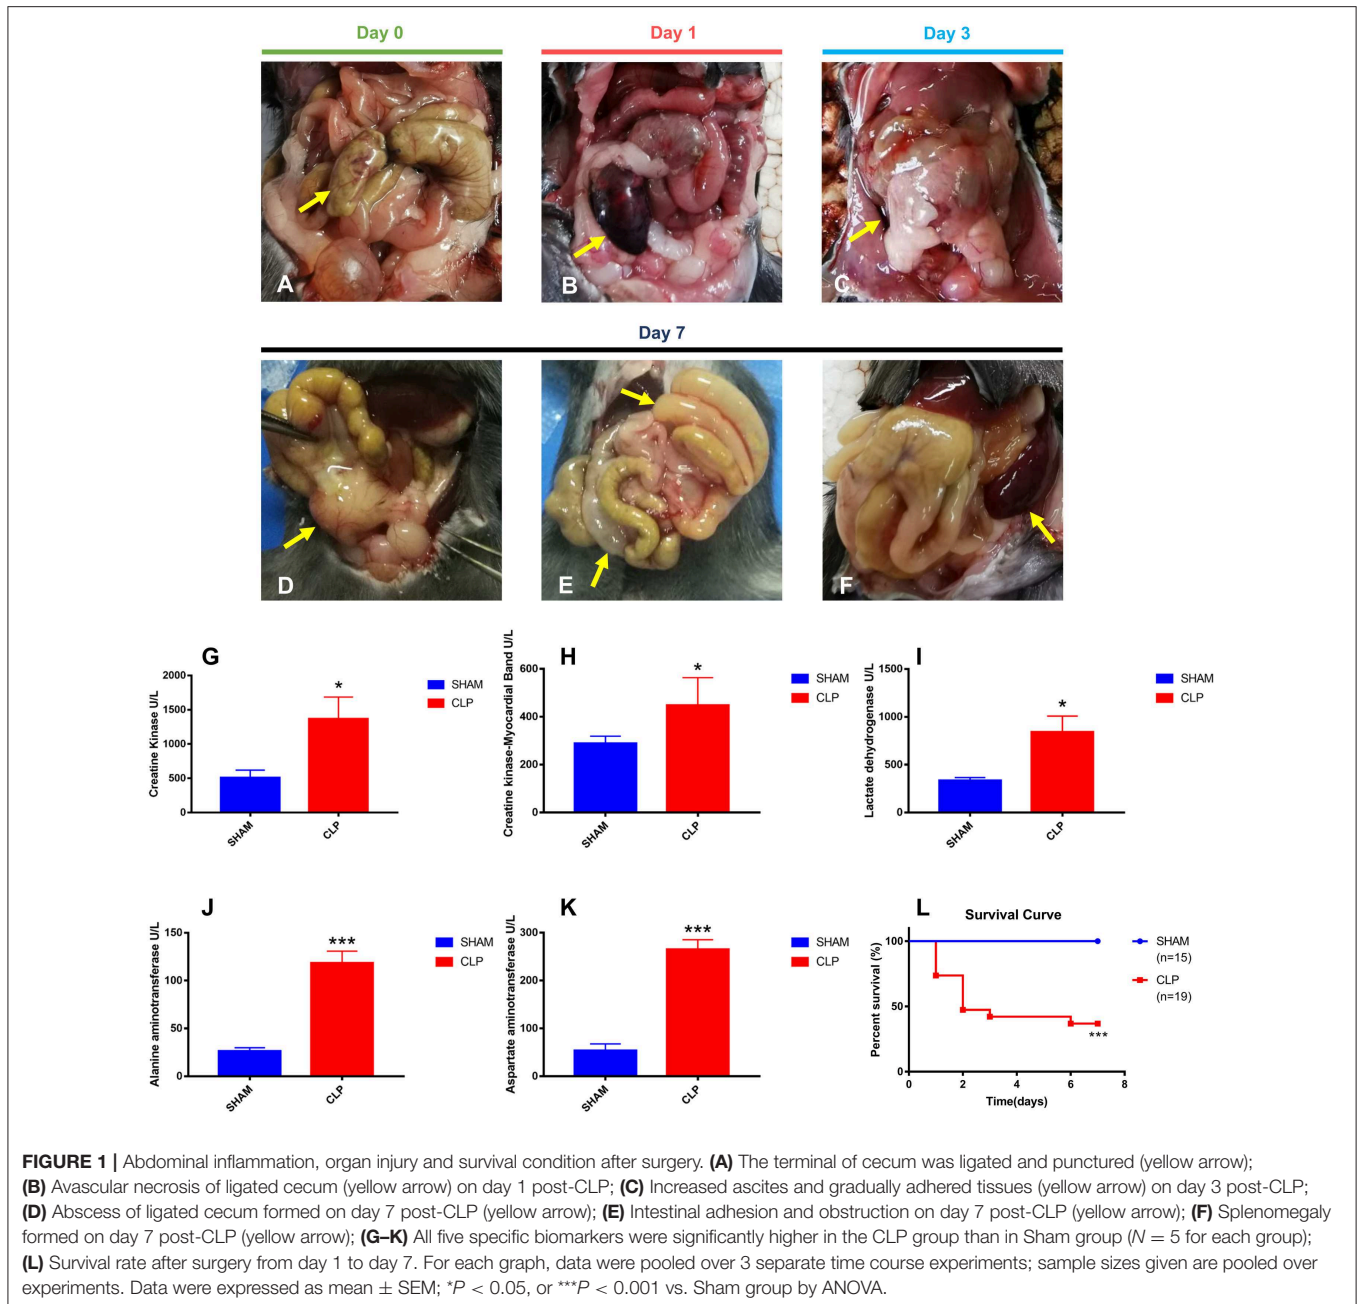 Day 0
Day 1
Day 3
A
B
C
Day 7
D
E
F
G
Creatine Kinase U/L
2000
1500
1000
500
0
*
SHAM
CLP
SHAM
CLP
H
Creatine kinase-Myocardial Band U/L
600
400
200
0
*
SHAM
CLP
SHAM
CLP
I
Lactate dehydrogenase U/L
1500
1000
500
0
*
SHAM
CLP
SHAM
CLP
J
Alanine aminotransferase U/L
150
100
50
0
***
SHAM
CLP
SHAM
CLP
K
Aspartate aminotransferase U/L
300
200
100
0
***
SHAM
CLP
SHAM
CLP
L
Survival Curve
Percent survival (%)
100
50
0
0 2 4 6 8
Time(days)
***
SHAM
(n=15)
CLP
(n=19)
FIGURE 1 | Abdominal inflammation, organ injury and survival condition after surgery. (A) The terminal of cecum was ligated and punctured (yellow arrow);
(B) Avascular necrosis of ligated cecum (yellow arrow) on day 1 post-CLP; (C) Increased ascites and gradually adhered tissues (yellow arrow) on day 3 post-CLP;
(D) Abscess of ligated cecum formed on day 7 post-CLP (yellow arrow); (E) Intestinal adhesion and obstruction on day 7 post-CLP (yellow arrow); (F) Splenomegaly
formed on day 7 post-CLP (yellow arrow); (G–K) All five specific biomarkers were significantly higher in the CLP group than in Sham group (N = 5 for each group);
(L) Survival rate after surgery from day 1 to day 7. For each graph, data were pooled over 3 separate time course experiments; sample sizes given are pooled over
experiments. Data were expressed as mean ± SEM; *P < 0.05, or ***P < 0.001 vs. Sham group by ANOVA.